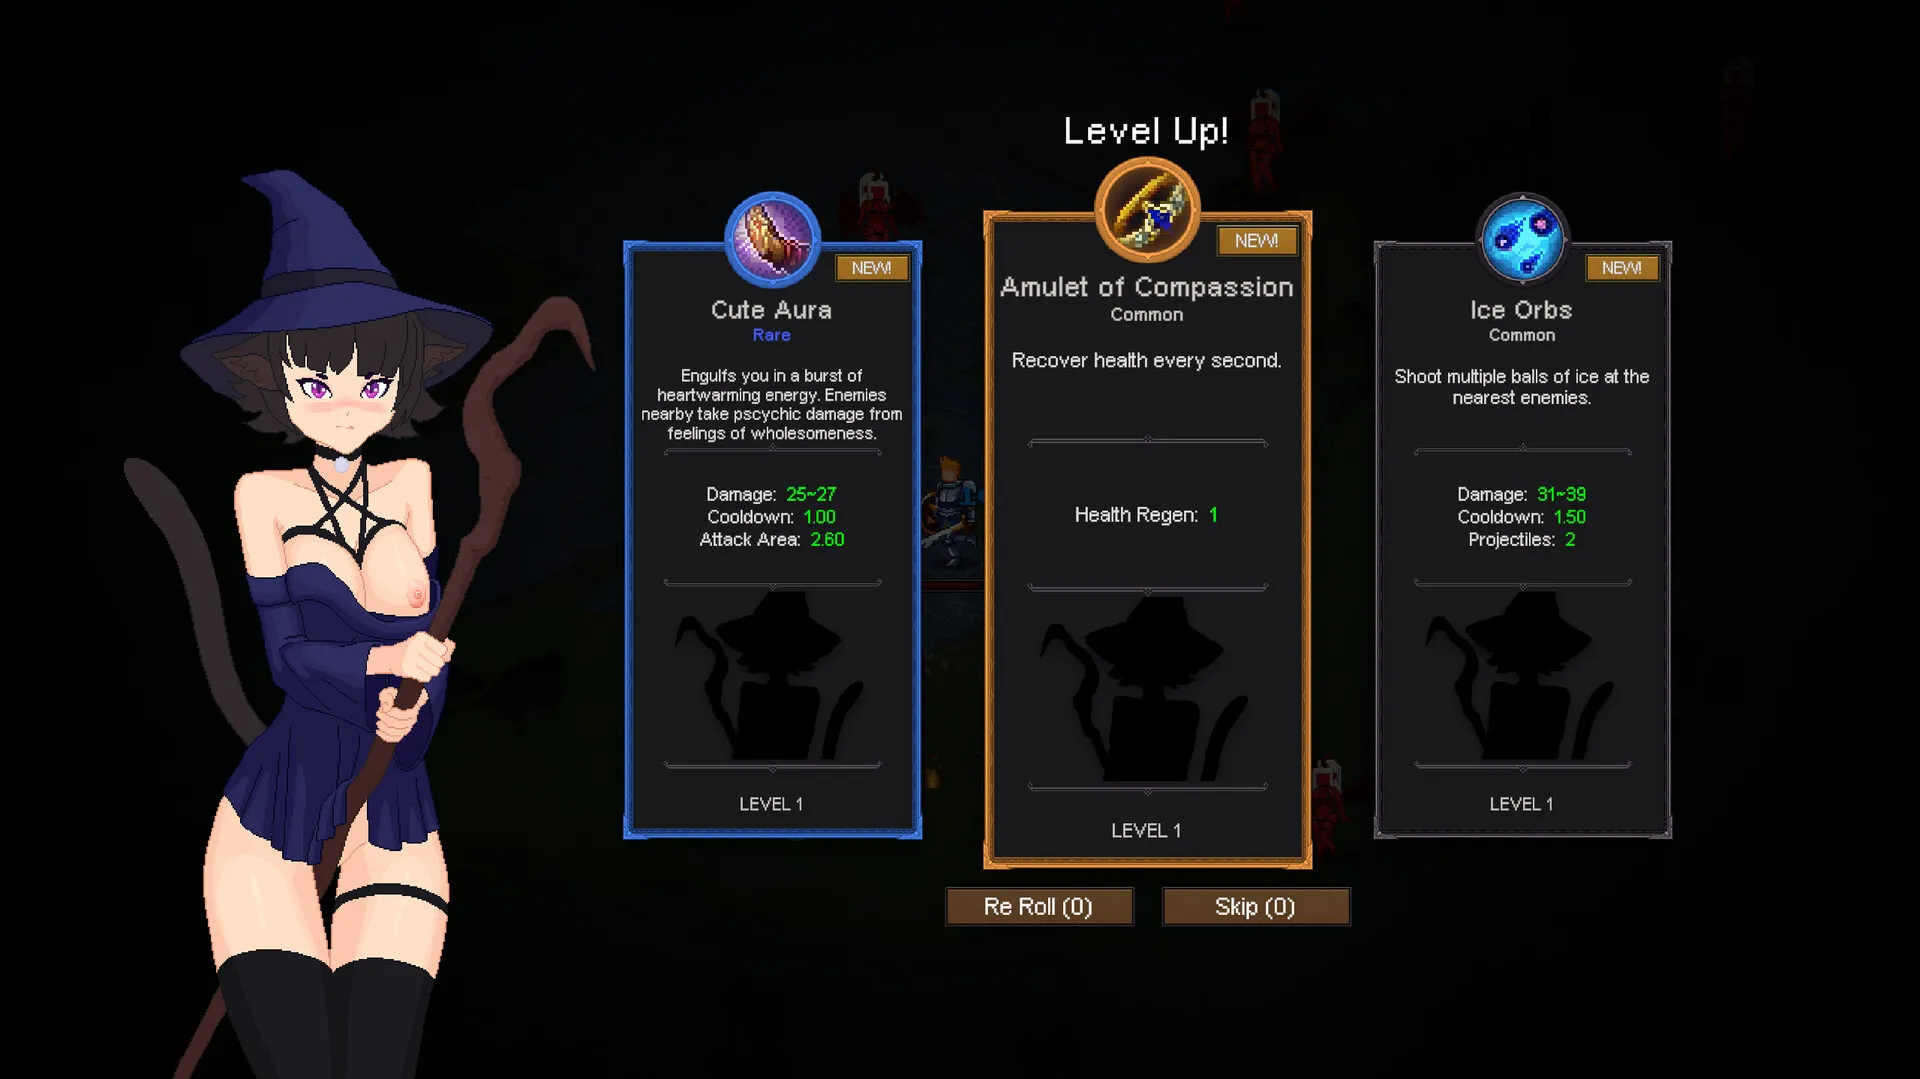 Level Up!
NEW!
Cute Aura
Rare
Engulfs you in a burst of
heartwarming energy. Enemies
nearby take pscychic damage from
feelings of wholesomeness.
Damage: 25~27
Cooldown: 1.00
Attack Area: 2.60
LEVEL 1
NEW!
Amulet of Compassion
Common
Recover health every second.
Health Regen: 1
LEVEL 1
NEW!
Ice Orbs
Common
Shoot multiple balls of ice at the
nearest enemies.
Damage: 31~39
Cooldown: 1.50
Projectiles: 2
LEVEL 1
Re Roll (0)
Skip (0)